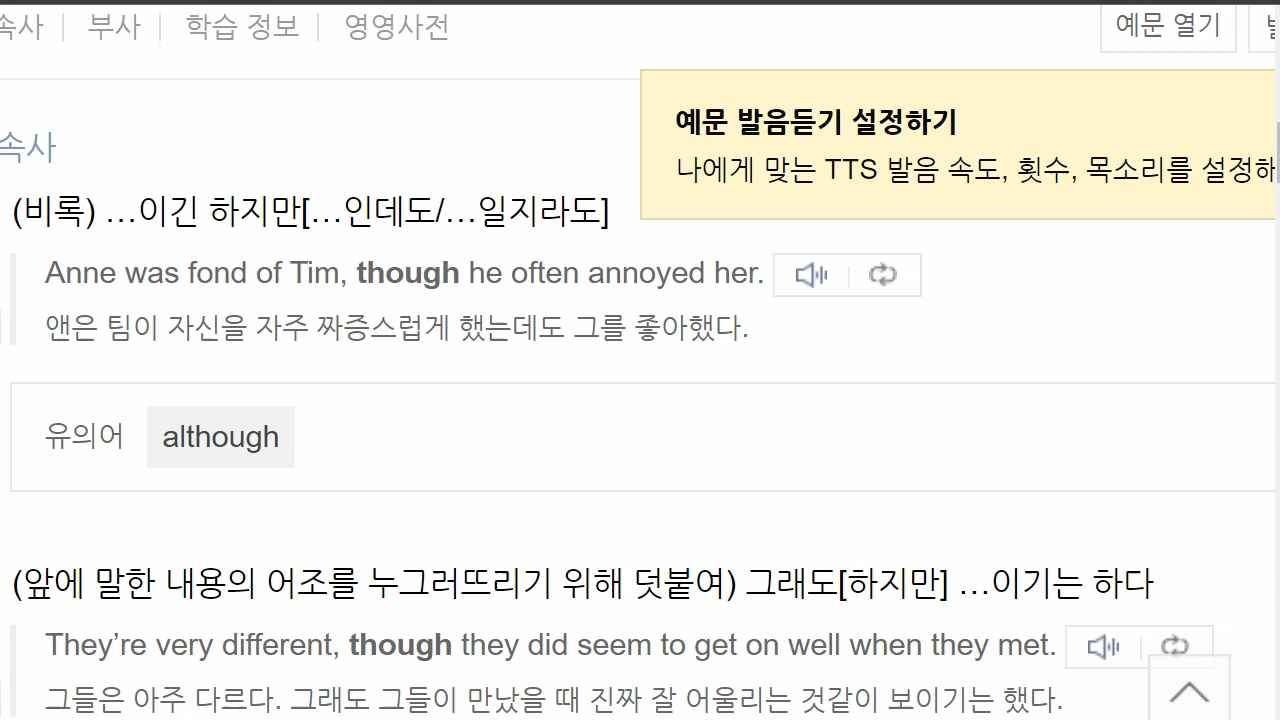 속사 부사 학습 정보 영영사전 예문 열기
예문 발음듣기 설정하기
나에게 맞는 TTS 발음 속도, 횟수, 목소리를 설정해
속사
(비록) …이긴 하지만[…인데도/…일지라도]
Anne was fond of Tim, though he often annoyed her.
앤은 팀이 자신을 자주 짜증스럽게 했는데도 그를 좋아했다.
유의어 although
(앞에 말한 내용의 어조를 누그러뜨리기 위해 덧붙여) 그래도[하지만] …이기는 하다
They’re very different, though they did seem to get on well when they met.
그들은 아주 다르다. 그래도 그들이 만났을 때 진짜 잘 어울리는 것같이 보이기는 했다.